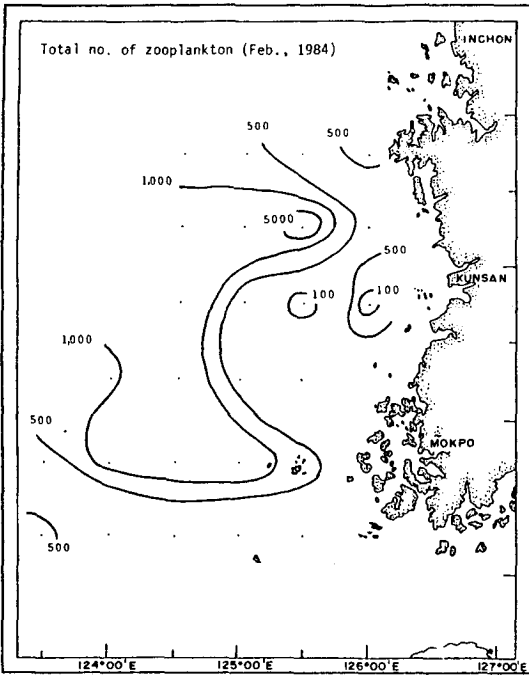 INCHON
Total no. of zooplankton (Feb., 1984)
500
500
1,000
5000
500
KUNSAN
100
100
1,000
500
MOKPO
500
124°00'E
125°00'E
126°00'E
127°00'E